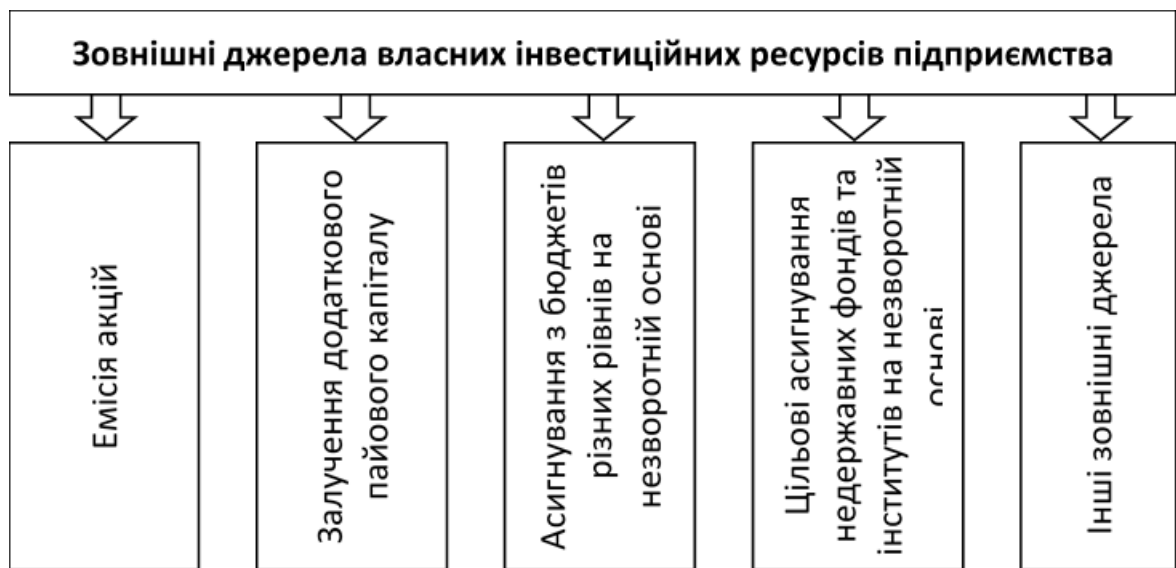 Зовнішні джерела власних інвестиційних ресурсів підприємства
Емісія акцій
Залучення додаткового
пайового капіталу
Асигнування з бюджетів
різних рівнів на
незворотній основі
Цільові асигнування
недержавних фондів та
інститутів на незворотній
основі
Інші зовнішні джерела